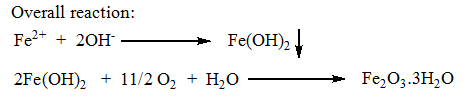 Overall reaction:
Fe²⁺ + 2OH⁻ ⟶ Fe(OH)₂ ↓
2Fe(OH)₂ + 11/2 O₂ + H₂O ⟶ Fe₂O₃.3H₂O